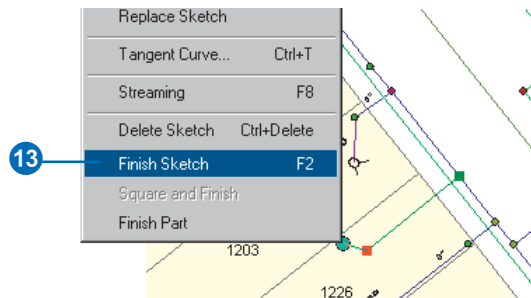 Replace Sketch
Tangent Curve... Ctrl+T
Streaming F8
Delete Sketch Ctrl+Delete
13 Finish Sketch F2
Square and Finish
Finish Part
1203
1226